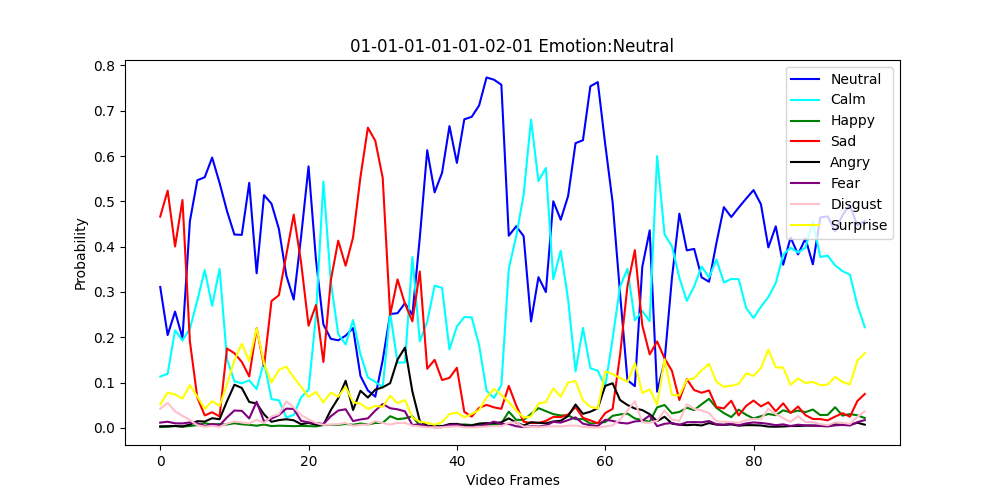 01-01-01-01-01-02-01 Emotion:Neutral
0.8
0.7
0.6
0.5
0.4
0.3
0.2
0.1
0.0
Probability
0
20
40
60
80
Video Frames
Neutral
Calm
Happy
Sad
Angry
Fear
Disgust
Surprise